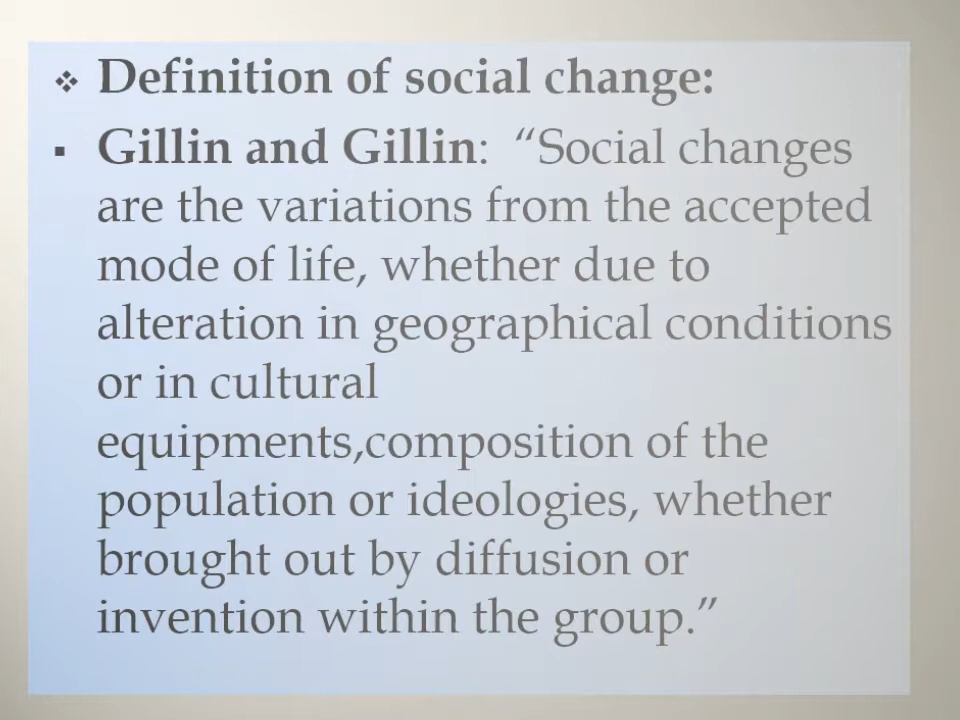 ❖ Definition of social change:
▪ Gillin and Gillin: “Social changes
are the variations from the accepted
mode of life, whether due to
alteration in geographical conditions
or in cultural
equipments,composition of the
population or ideologies, whether
brought out by diffusion or
invention within the group.”